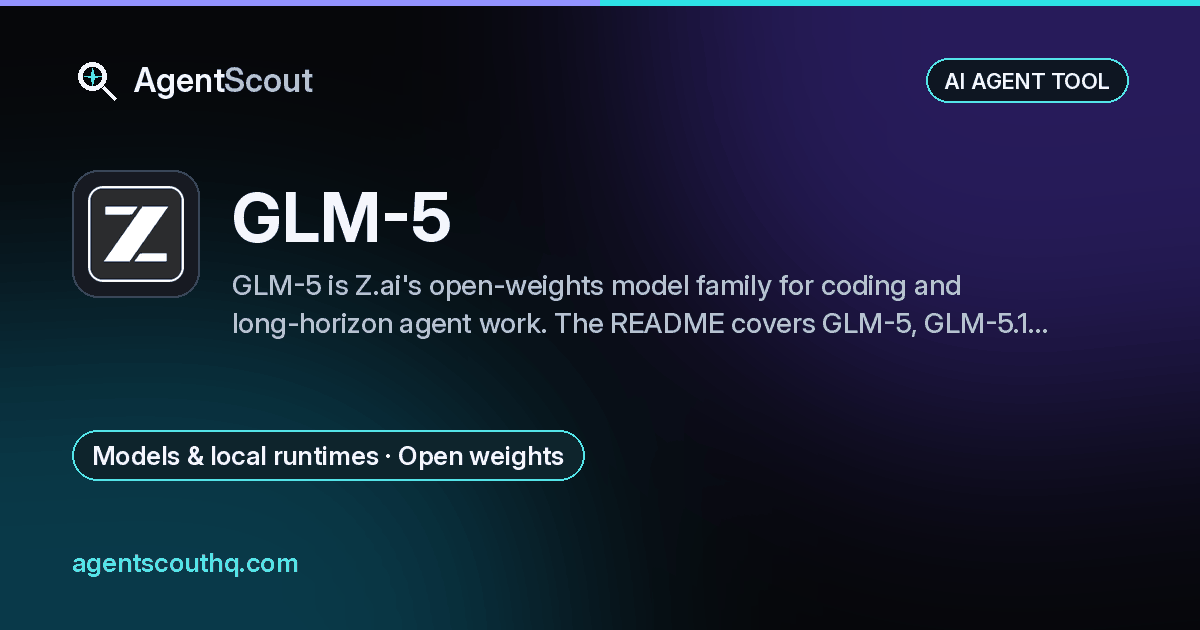 AgentScout
AI AGENT TOOL
GLM-5
GLM-5 is Z.ai's open-weights model family for coding and
long-horizon agent work. The README covers GLM-5, GLM-5.1...
Models & local runtimes · Open weights
agentscouthq.com